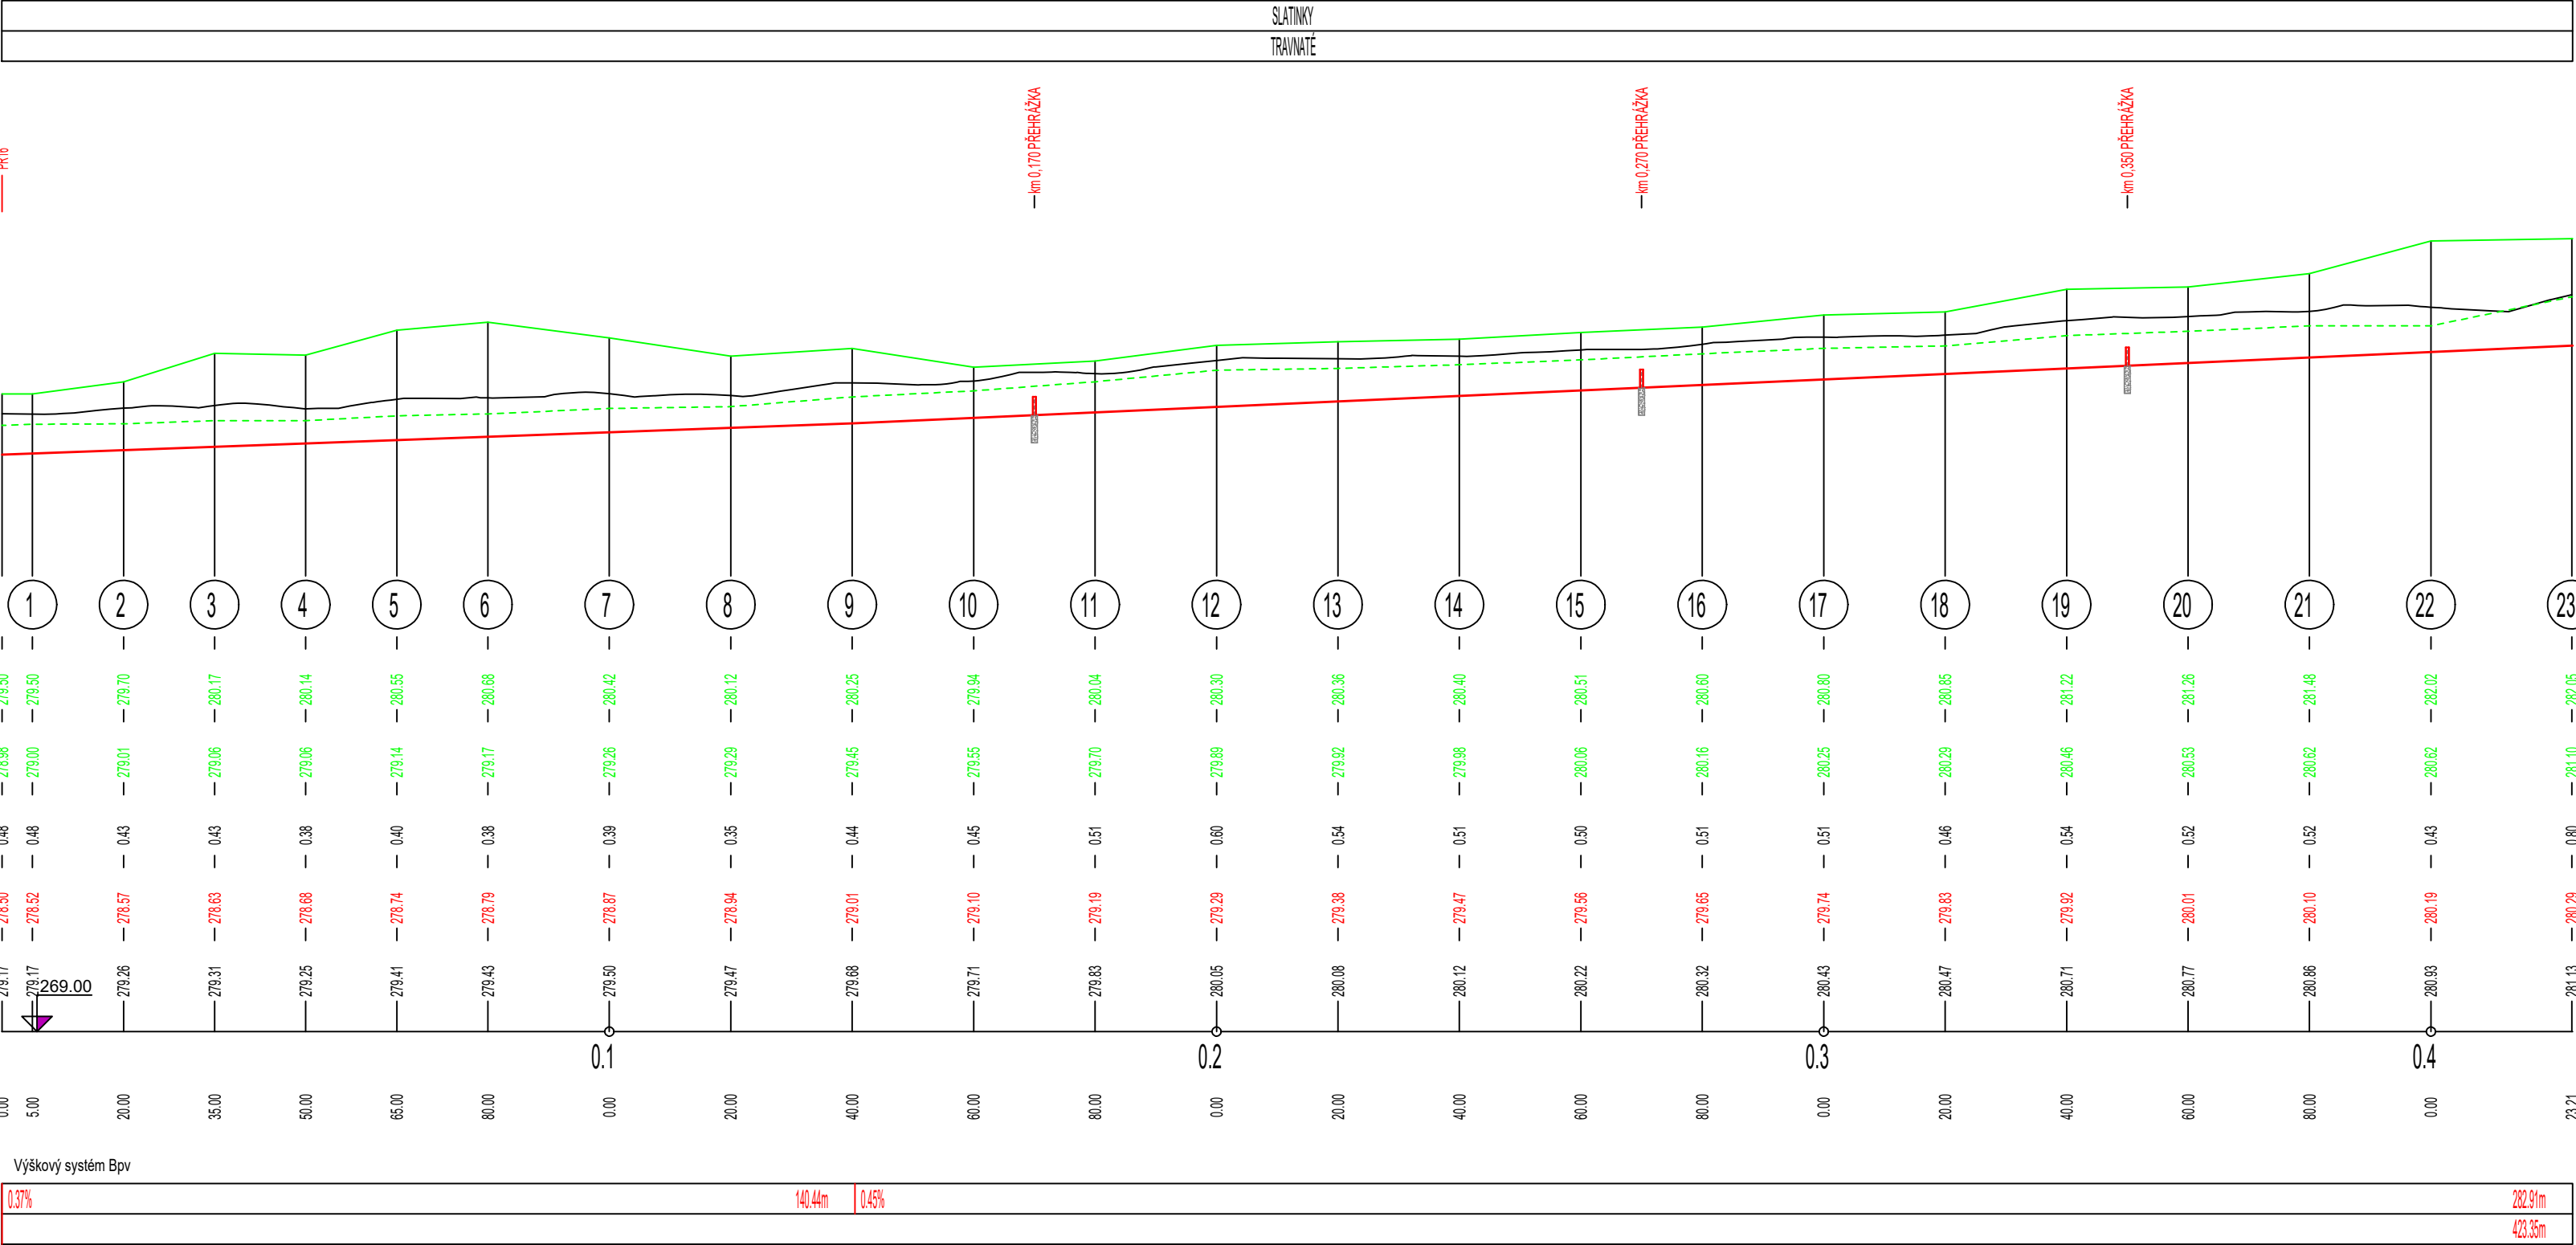 SLATINKY
TRAVNATÉ
PR16
km 0,170 PŘEHRÁŽKA
km 0,270 PŘEHRÁŽKA
km 0,350 PŘEHRÁŽKA
1 2 3 4 5 6 7 8 9 10 11 12 13 14 15 16 17 18 19 20 21 22 23
279.50 279.50 279.70 280.17 280.14 280.55 280.68 280.42 280.12 280.25 279.94 280.04 280.30 280.36 280.40 280.51 280.60 280.80 280.85 281.22 281.26 281.48 282.02 282.05
278.98 279.00 279.01 279.06 279.06 279.14 279.17 279.26 279.29 279.45 279.55 279.70 279.89 279.92 279.98 280.06 280.16 280.25 280.29 280.46 280.53 280.62 280.62 281.10
0.48 0.48 0.43 0.43 0.38 0.40 0.38 0.39 0.35 0.44 0.45 0.51 0.60 0.54 0.51 0.50 0.51 0.51 0.46 0.54 0.52 0.52 0.43 0.80
278.50 278.52 278.57 278.63 278.68 278.74 278.79 278.87 278.94 279.01 279.10 279.19 279.29 279.38 279.47 279.56 279.65 279.74 279.83 279.92 280.01 280.10 280.19 280.29
279.17 279.17 279.26 279.31 279.25 279.41 279.43 279.50 279.47 279.68 279.71 279.83 280.05 280.08 280.12 280.22 280.32 280.43 280.47 280.71 280.77 280.86 280.93 281.13
269.00
0.1 0.2 0.3 0.4
0.00 5.00 20.00 35.00 50.00 65.00 80.00 0.00 20.00 40.00 60.00 80.00 0.00 20.00 40.00 60.00 80.00 0.00 20.00 40.00 60.00 80.00 0.00 23.21
Výškový systém Bpv
0.37% 140.44m 0.45% 282.91m
423.35m